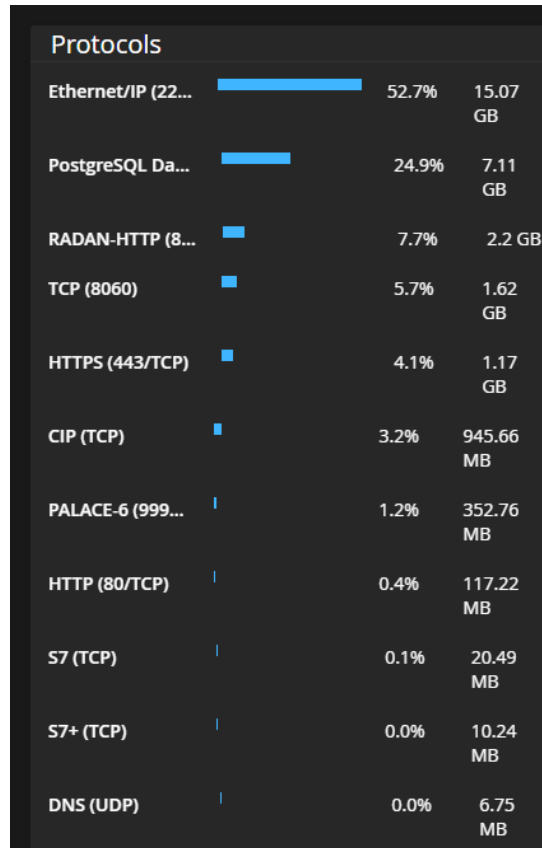 Protocols
Ethernet/IP (22... 52.7% 15.07
GB
PostgreSQL Da... 24.9% 7.11
GB
RADAN-HTTP (8... 7.7% 2.2 GB
TCP (8060) 5.7% 1.62
GB
HTTPS (443/TCP) 4.1% 1.17
GB
CIP (TCP) 3.2% 945.66
MB
PALACE-6 (999... 1.2% 352.76
MB
HTTP (80/TCP) 0.4% 117.22
MB
S7 (TCP) 0.1% 20.49
MB
S7+ (TCP) 0.0% 10.24
MB
DNS (UDP) 0.0% 6.75
MB